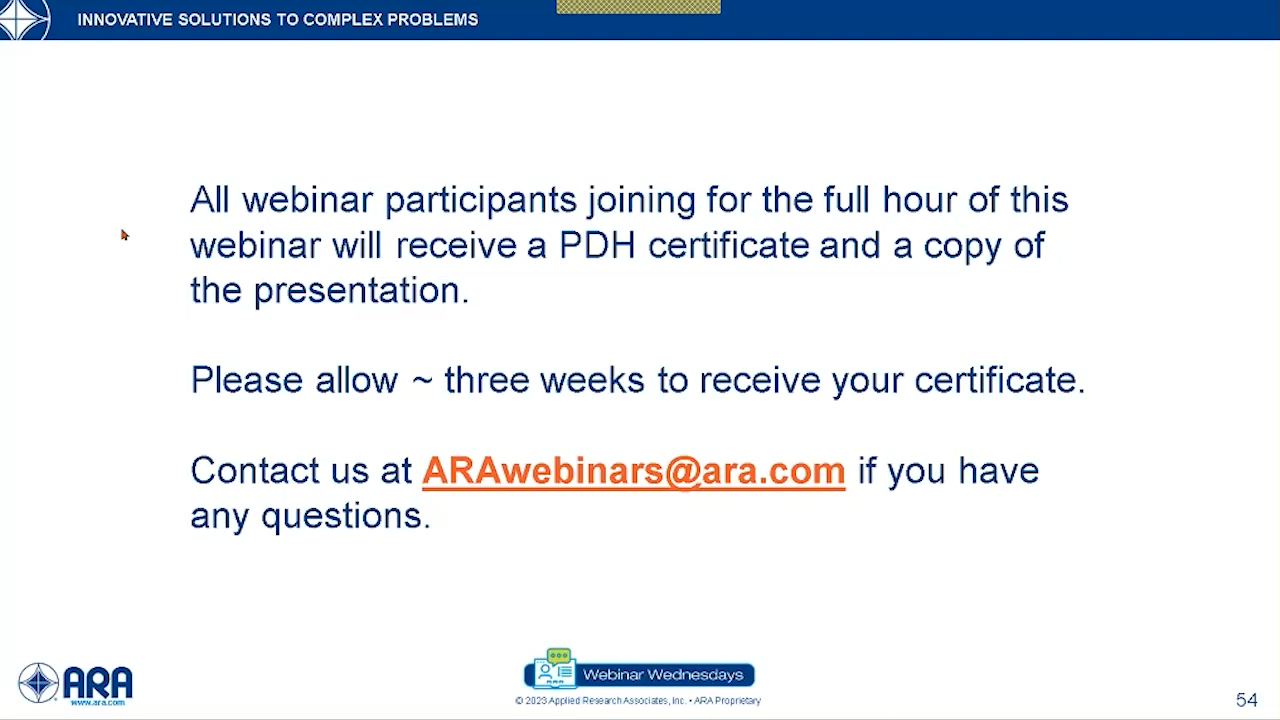 INNOVATIVE SOLUTIONS TO COMPLEX PROBLEMS
All webinar participants joining for the full hour of this
webinar will receive a PDH certificate and a copy of
the presentation.
Please allow ~ three weeks to receive your certificate.
Contact us at ARAwebinars@ara.com if you have
any questions.
ARA
www.ara.com
Webinar Wednesdays
© 2023 Applied Research Associates, Inc. • ARA Proprietary
54